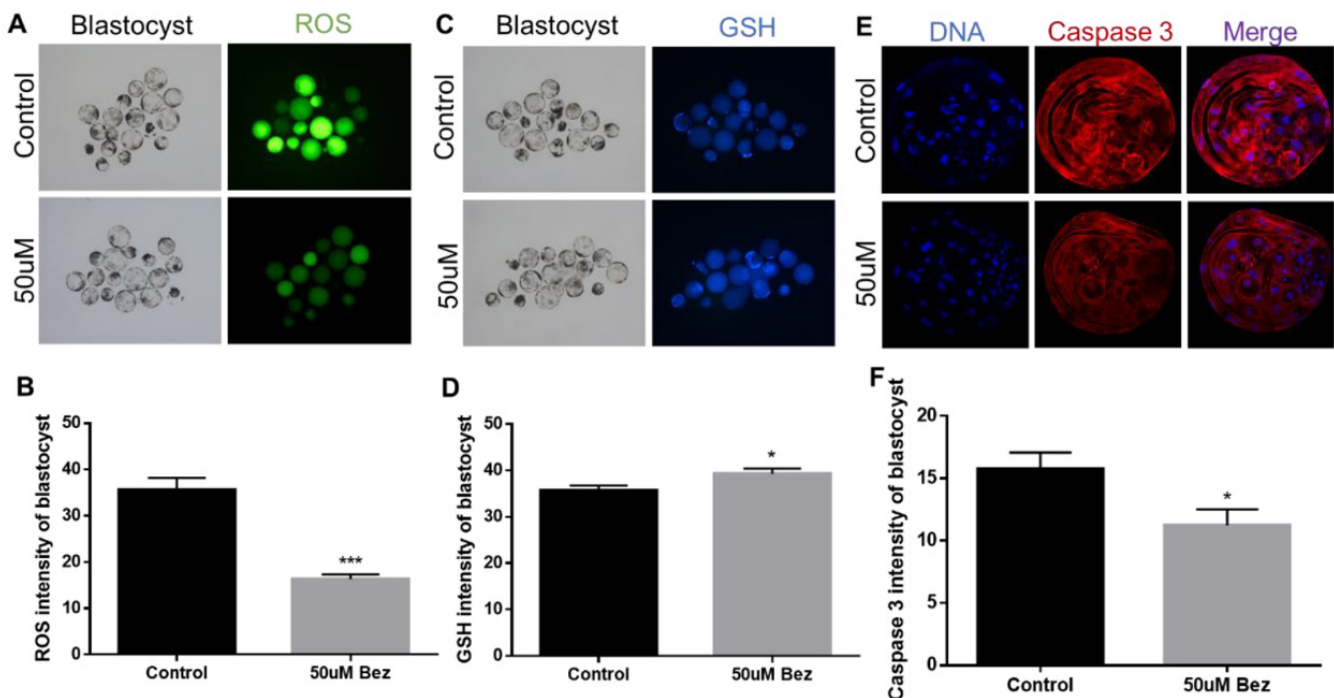 A
Blastocyst
ROS
Control
50uM
C
Blastocyst
GSH
Control
50uM
E
DNA
Caspase 3
Merge
Control
50uM
B
ROS intensity of blastocyst
50
40
30
20
10
0
***
Control
50uM Bez
D
GSH intensity of blastocyst
50
40
30
20
10
0
*
Control
50uM Bez
F
Caspase 3 intensity of blastocyst
20
15
10
5
0
*
Control
50uM Bez